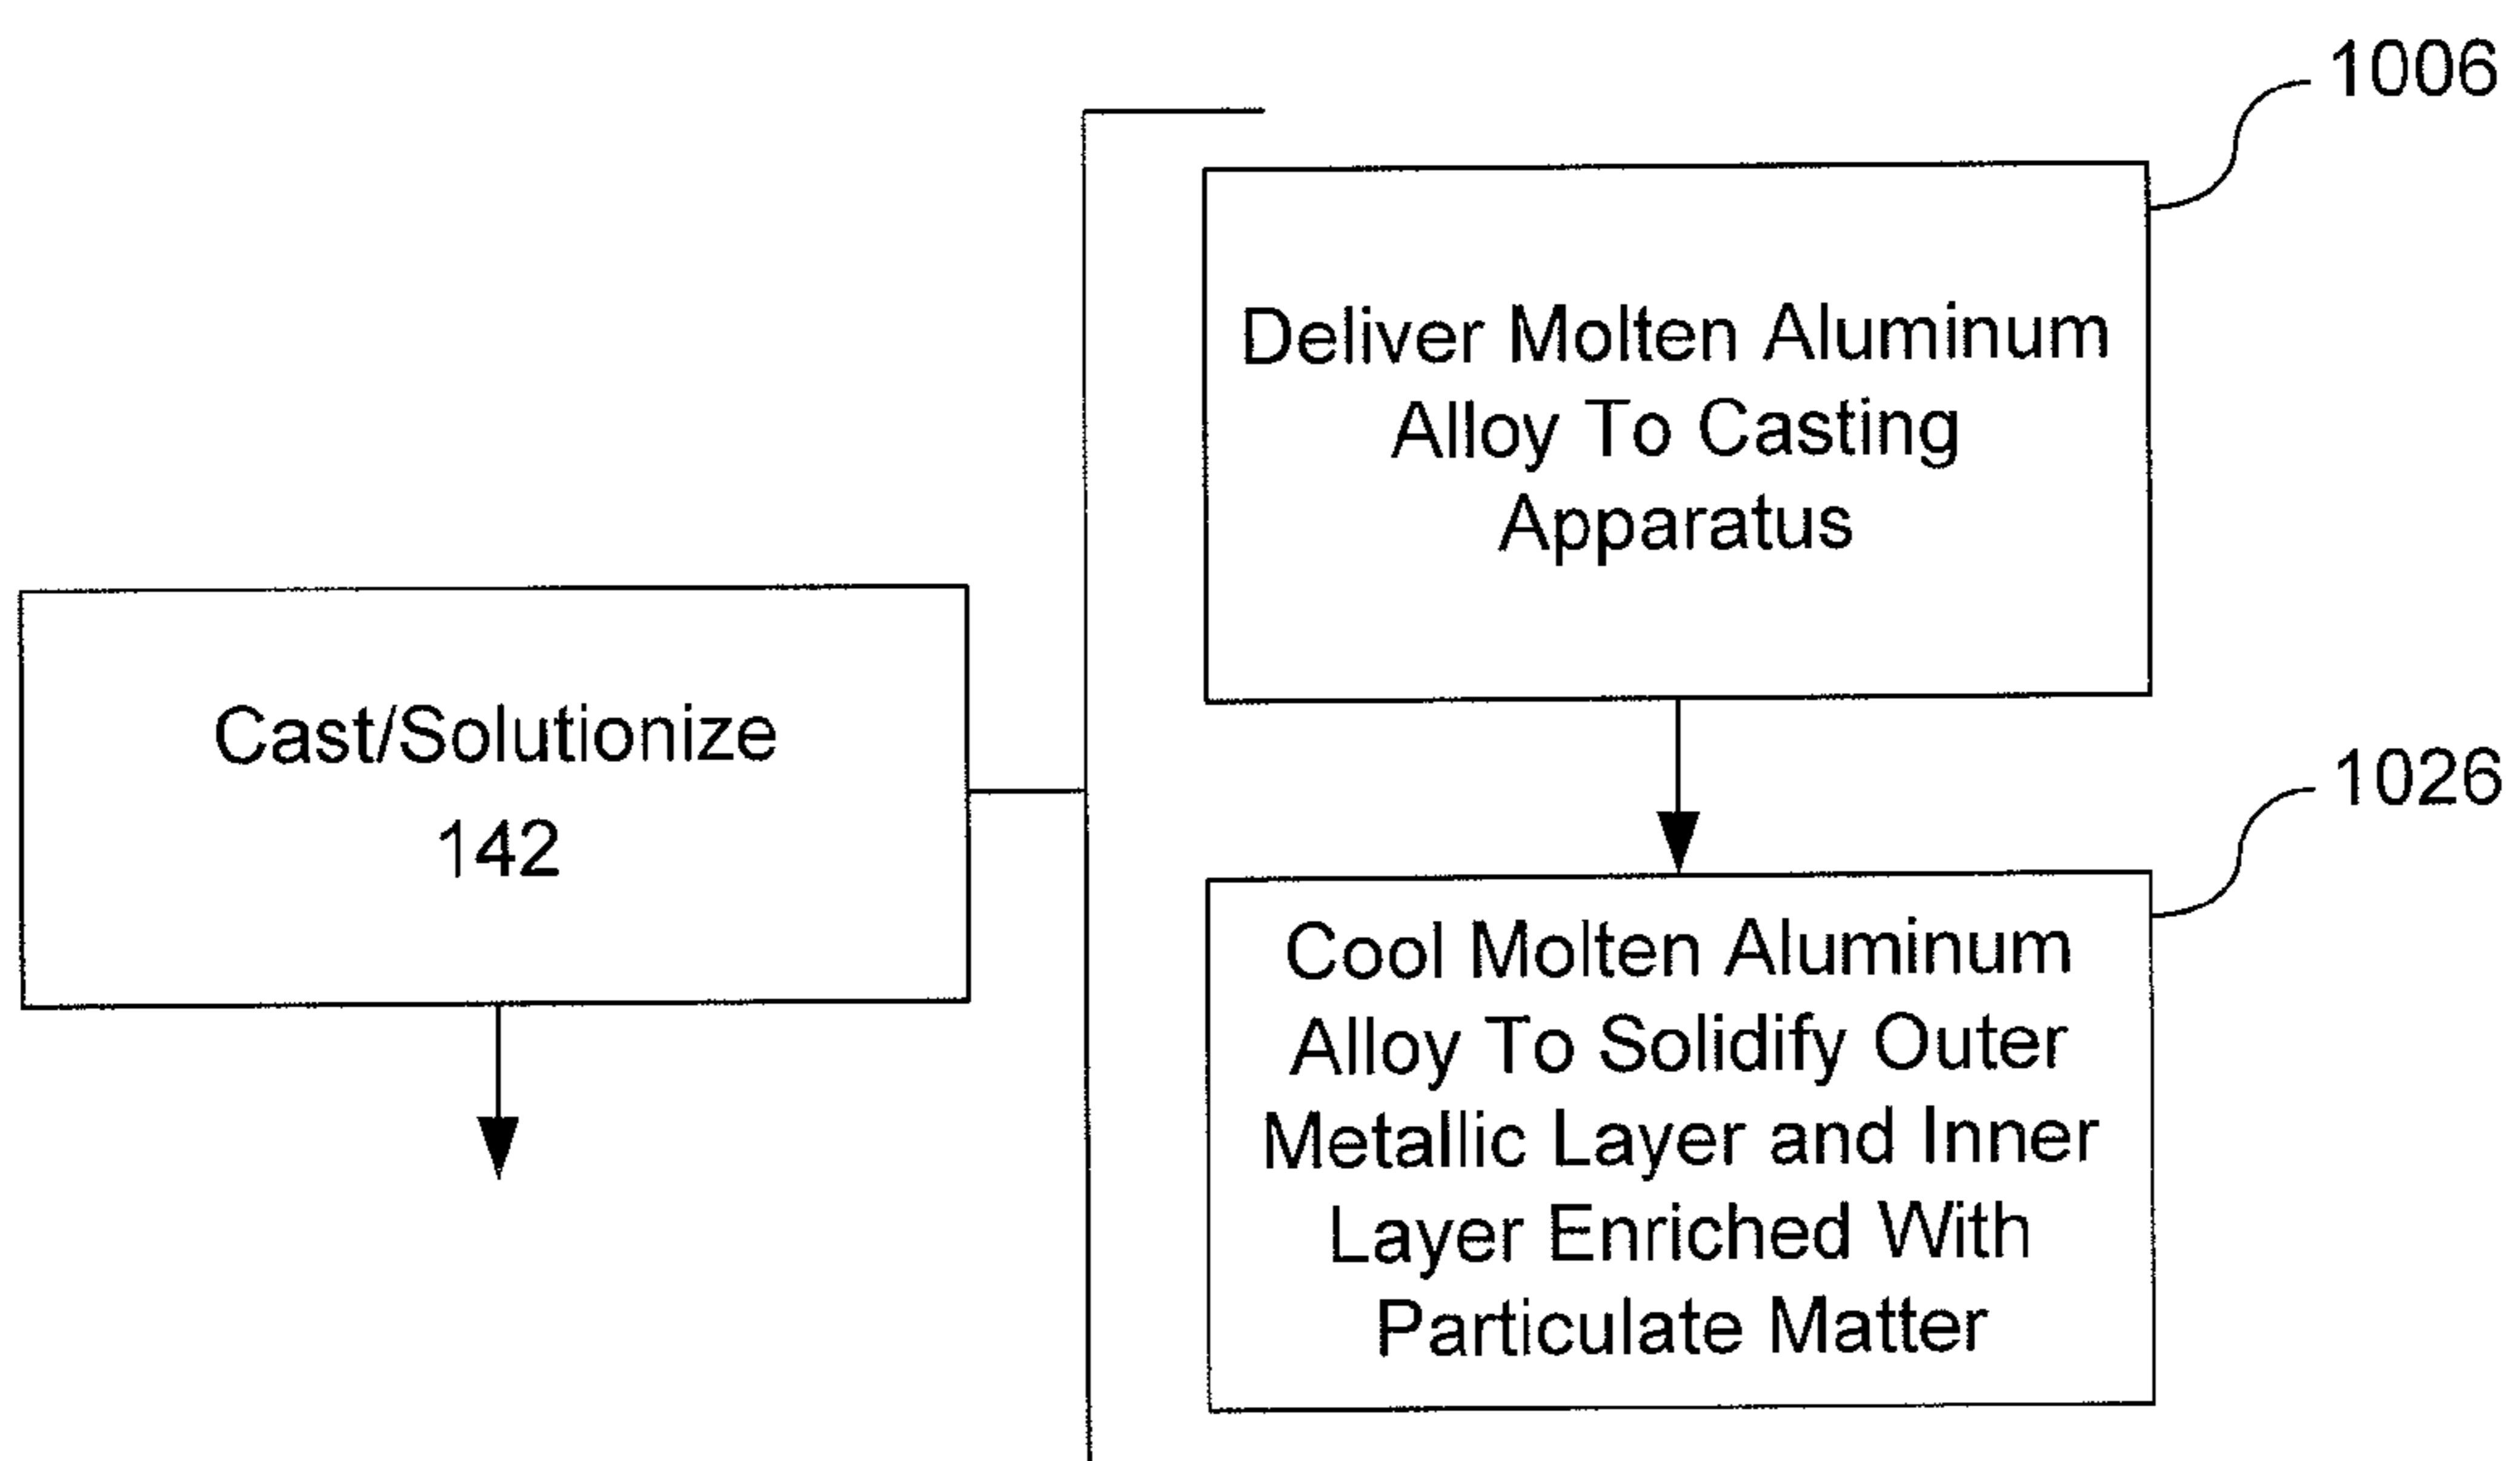 1006
Deliver Molten Aluminum
Alloy To Casting
Apparatus
Cast/Solutionize
142
1026
Cool Molten Aluminum
Alloy To Solidify Outer
Metallic Layer and Inner
Layer Enriched With
Particulate Matter